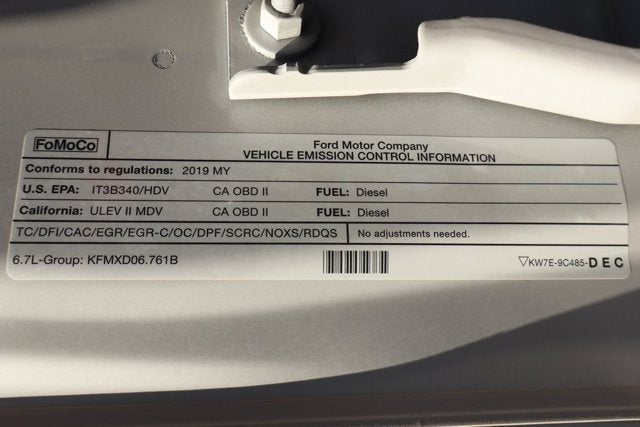 FoMoCo
Ford Motor Company
VEHICLE EMISSION CONTROL INFORMATION
Conforms to regulations: 2019 MY
U.S. EPA: IT3B340/HDV CA OBD II FUEL: Diesel
California: ULEV II MDV CA OBD II FUEL: Diesel
TC/DFI/CAC/EGR/EGR-C/OC/DPF/SCRC/NOXS/RDQS No adjustments needed.
6.7L-Group: KFMXD06.761B ▽KW7E-9C485-DEC